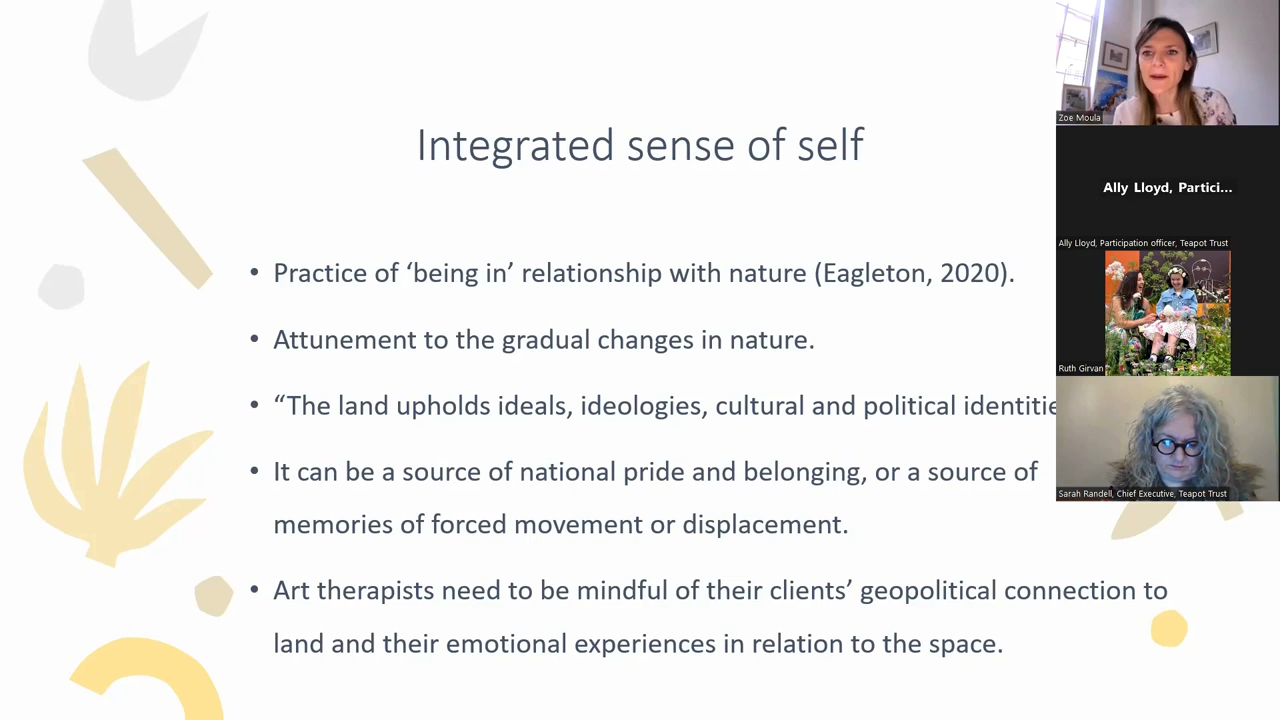 Integrated sense of self
• Practice of ‘being in’ relationship with nature (Eagleton, 2020).
• Attunement to the gradual changes in nature.
• “The land upholds ideals, ideologies, cultural and political
• It can be a source of national pride and belonging, or a source of
memories of forced movement or displacement.
• Art therapists need to be mindful of their clients’ geopolitical connection to
land and their emotional experiences in relation to the space.
Zoe Moula
Ally Lloyd, Partici...
Ally Lloyd, Participation officer, Teapot Trust
Ruth Girvan
Sarah Randell, Chief Executive, Teapot Trust